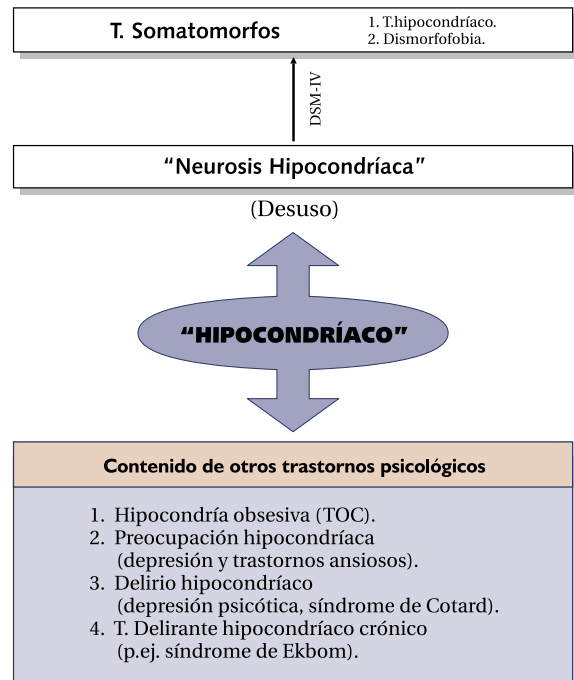 T. Somatomorfos
1. T.hipocondríaco.
2. Dismorfofobia.
DSM-IV
“Neurosis Hipocondríaca”
(Desuso)
“HIPOCONDRÍACO”
Contenido de otros trastornos psicológicos
1. Hipocondría obsesiva (TOC).
2. Preocupación hipocondríaca
(depresión y trastornos ansiosos).
3. Delirio hipocondríaco
(depresión psicótica, síndrome de Cotard).
4. T. Delirante hipocondríaco crónico
(p.ej. síndrome de Ekbom).